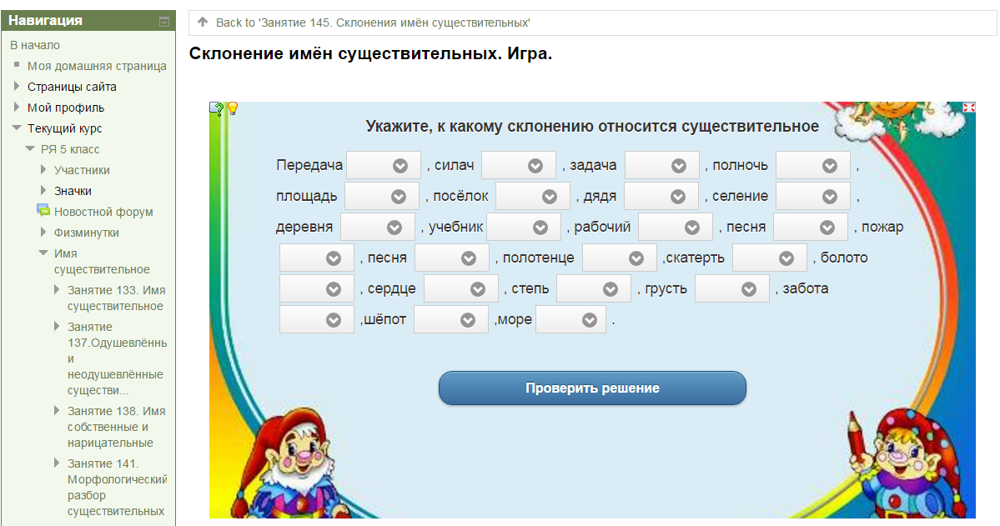 Навигация
В начало
Моя домашняя страница
Страницы сайта
Мой профиль
Текущий курс
РЯ 5 класс
Участники
Значки
Новостной форум
Физминутки
Имя
существительное
Занятие 133. Имя
существительное
Занятие
137.Одушевлённь
и
неодушевлённые
существи...
Занятие 138. Имя
собственные и
нарицательные
Занятие 141.
Морфологический
разбор
существительных
Back to 'Занятие 145. Склонения имён существительных'
Склонение имён существительных. Игра.
Укажите, к какому склонению относится существительное
Передача , силач , задача , полночь ,
площадь , посёлок , дядя , селение ,
деревня , учебник , рабочий , песня , пожар
, песня , полотенце ,скатерть , болото
, сердце , степь , грусть , забота
,шёпот ,море .
Проверить решение